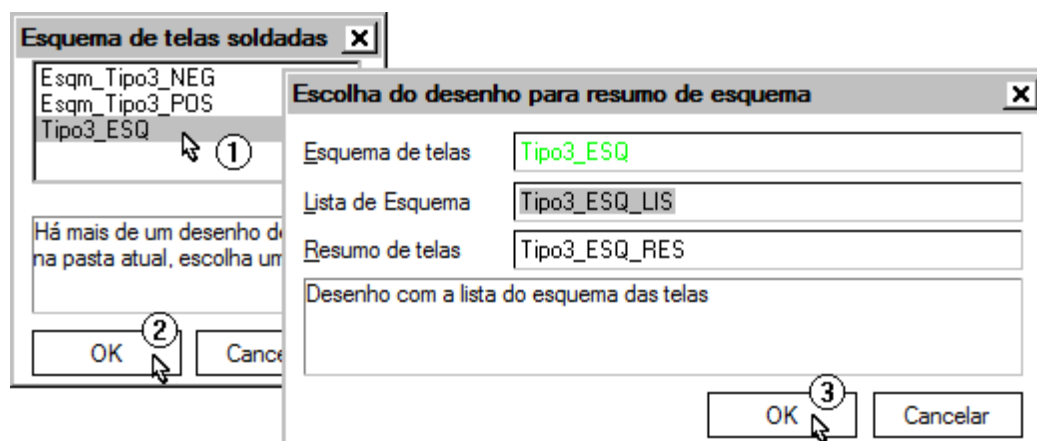 Esquema de telas soldadas
Esqm_Tipo3_NEG
Esqm_Tipo3_POS
Tipo3_ESQ
1
Há mais de um desenho
na pasta atual, escolha
2
OK
Escolha do desenho para resumo de esquema
Esquema de telas Tipo3_ESQ
Lista de Esquema Tipo3_ESQ_LIS
Resumo de telas Tipo3_ESQ_RES
Desenho com a lista do esquema das telas
3
OK Cancelar